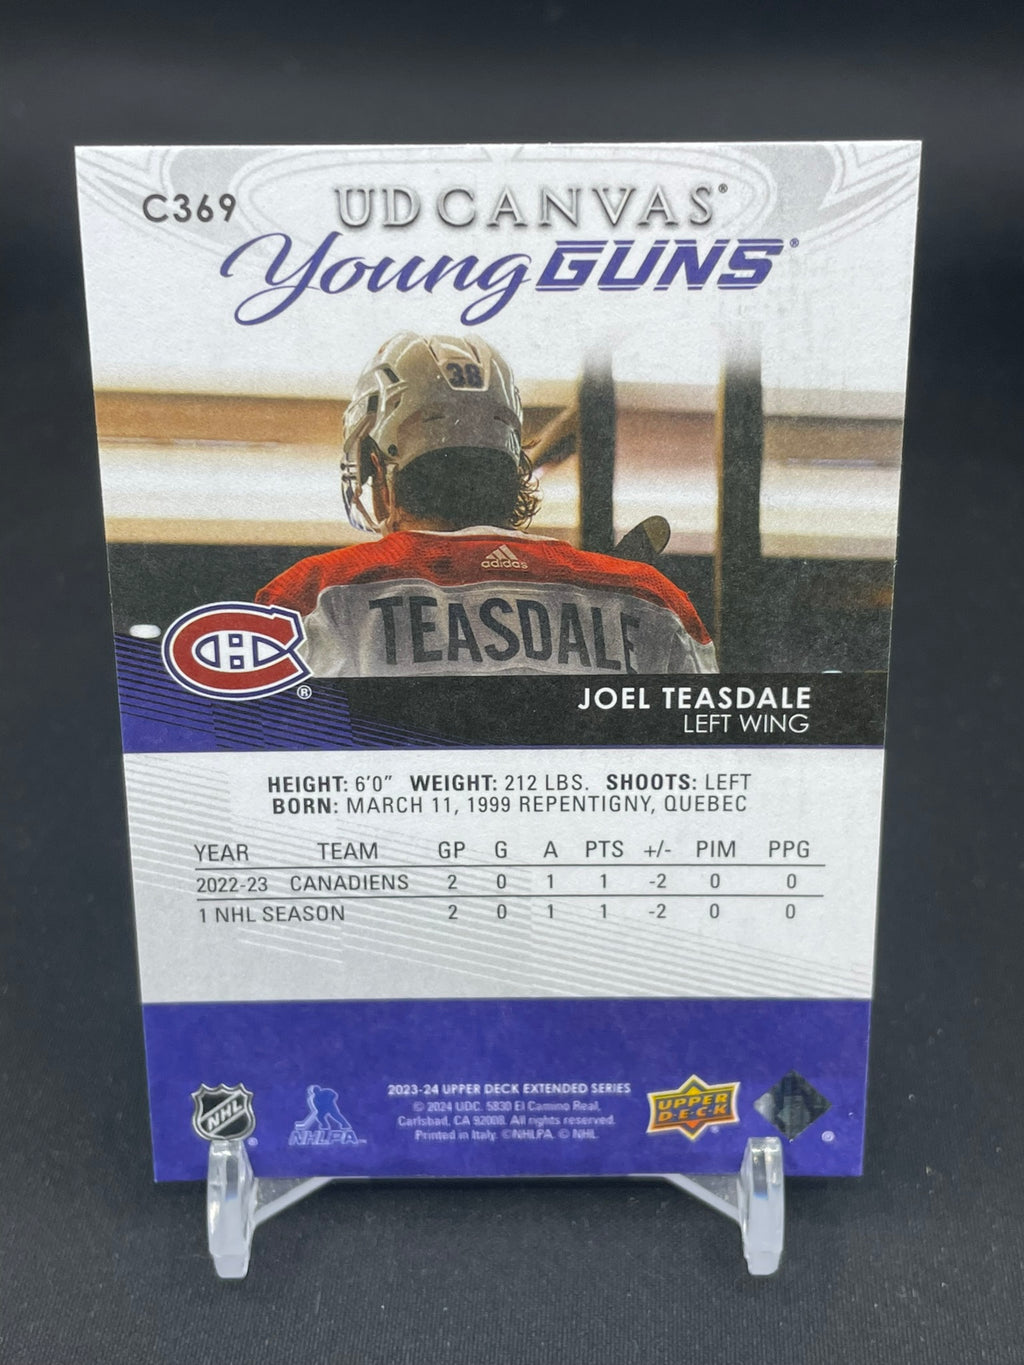 C369
UD CANVAS®
Young GUNS®
38
adidas
TEASDALE
®
JOEL TEASDALE
LEFT WING
HEIGHT: 6'0" WEIGHT: 212 LBS. SHOOTS: LEFT
BORN: MARCH 11, 1999 REPENTIGNY, QUEBEC
YEAR TEAM GP G A PTS +/- PIM PPG
2022-23 CANADIENS 2 0 1 1 -2 0 0
1 NHL SEASON 2 0 1 1 -2 0 0
2023-24 UPPER DECK EXTENDED SERIES
© 2024 UDC. 5830 El Camino Real,
Carlsbad, CA 92008. All rights reserved.
Printed in Italy. ©NHLPA. © NHL.
NHL ®
NHLPA
UPPER
D·E·C·K
®